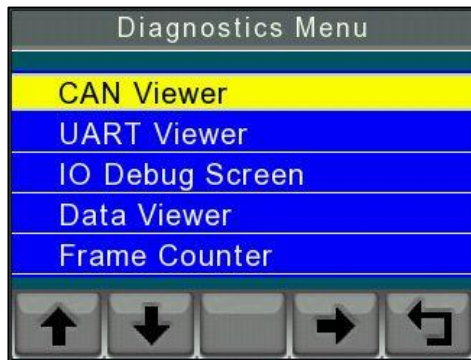 Diagnostics Menu
CAN Viewer
UART Viewer
IO Debug Screen
Data Viewer
Frame Counter